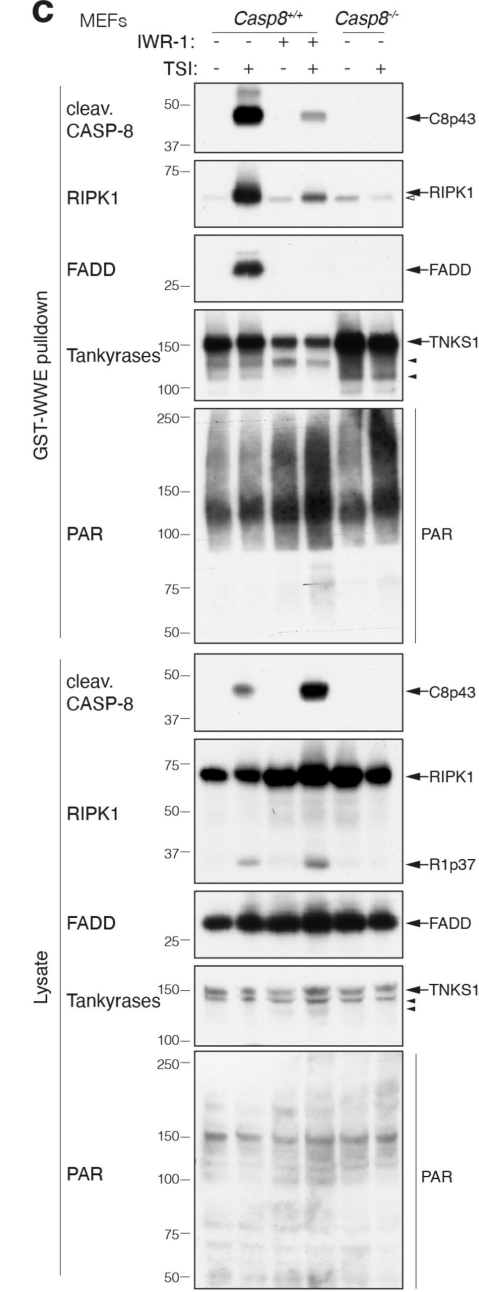 C
MEFs Casp8+/+ Casp8-/-
IWR-1: - - + + - -
TSI: - + - + - +
GST-WWE pulldown
cleav.
CASP-8
50
37
C8p43
RIPK1
75
RIPK1
FADD
25
FADD
Tankyrases
150
100
TNKS1
PAR
250
150
100
75
50
PAR
Lysate
cleav.
CASP-8
50
37
C8p43
RIPK1
75
50
37
RIPK1
R1p37
FADD
25
FADD
Tankyrases
150
100
TNKS1
PAR
250
150
100
75
50
PAR